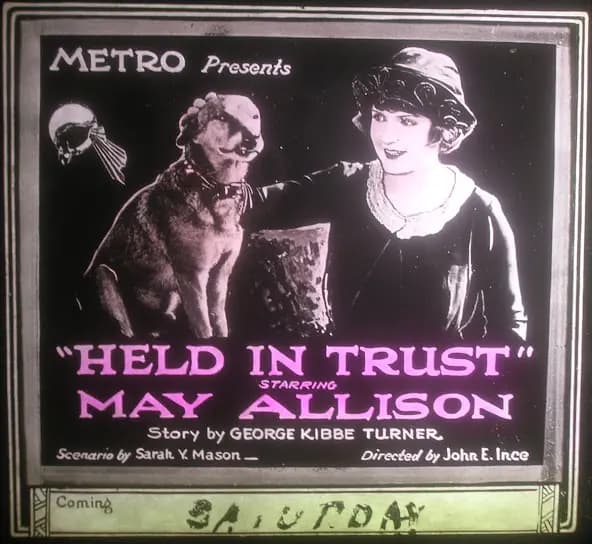 METRO Presents
"HELD IN TRUST"
STARRING
MAY ALLISON
Story by GEORGE KIBBE TURNER
Scenario by Sarah Y. Mason
Directed by John E. Ince
Coming SATURDAY